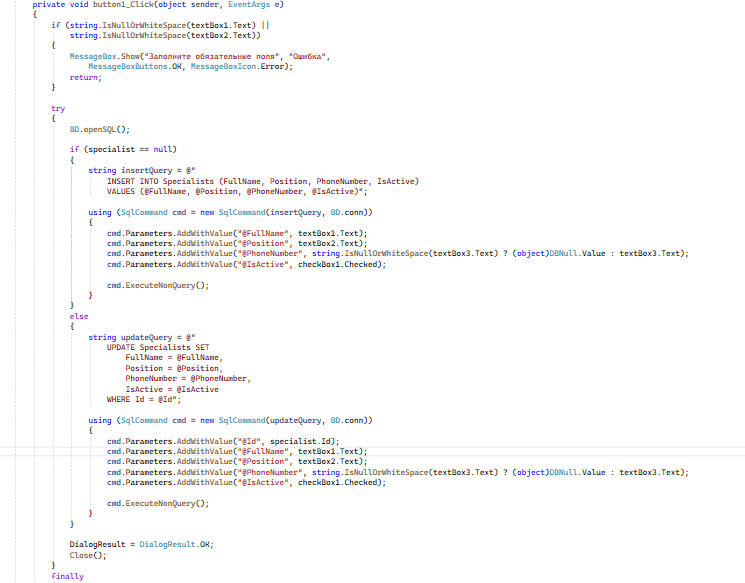 private void button1_Click(object sender, EventArgs e)
{
if (string.IsNullOrWhiteSpace(textBox1.Text) ||
string.IsNullOrWhiteSpace(textBox2.Text))
{
MessageBox.Show("Заполните обязательные поля", "Ошибка",
MessageBoxButtons.OK, MessageBoxIcon.Error);
return;
}
try
{
BD.openSQL();
if (specialist == null)
{
string insertQuery = @"
INSERT INTO Specialists (FullName, Position, PhoneNumber, IsActive)
VALUES (@FullName, @Position, @PhoneNumber, @IsActive)";
using (SqlCommand cmd = new SqlCommand(insertQuery, BD.conn))
{
cmd.Parameters.AddWithValue("@FullName", textBox1.Text);
cmd.Parameters.AddWithValue("@Position", textBox2.Text);
cmd.Parameters.AddWithValue("@PhoneNumber", string.IsNullOrWhiteSpace(textBox3.Text) ? (object)DBNull.Value : textBox3.Text);
cmd.Parameters.AddWithValue("@IsActive", checkBox1.Checked);
cmd.ExecuteNonQuery();
}
}
else
{
string updateQuery = @"
UPDATE Specialists SET
FullName = @FullName,
Position = @Position,
PhoneNumber = @PhoneNumber,
IsActive = @IsActive
WHERE Id = @Id";
using (SqlCommand cmd = new SqlCommand(updateQuery, BD.conn))
{
cmd.Parameters.AddWithValue("@Id", specialist.Id);
cmd.Parameters.AddWithValue("@FullName", textBox1.Text);
cmd.Parameters.AddWithValue("@Position", textBox2.Text);
cmd.Parameters.AddWithValue("@PhoneNumber", string.IsNullOrWhiteSpace(textBox3.Text) ? (object)DBNull.Value : textBox3.Text);
cmd.Parameters.AddWithValue("@IsActive", checkBox1.Checked);
cmd.ExecuteNonQuery();
}
}
DialogResult = DialogResult.OK;
Close();
}
finally